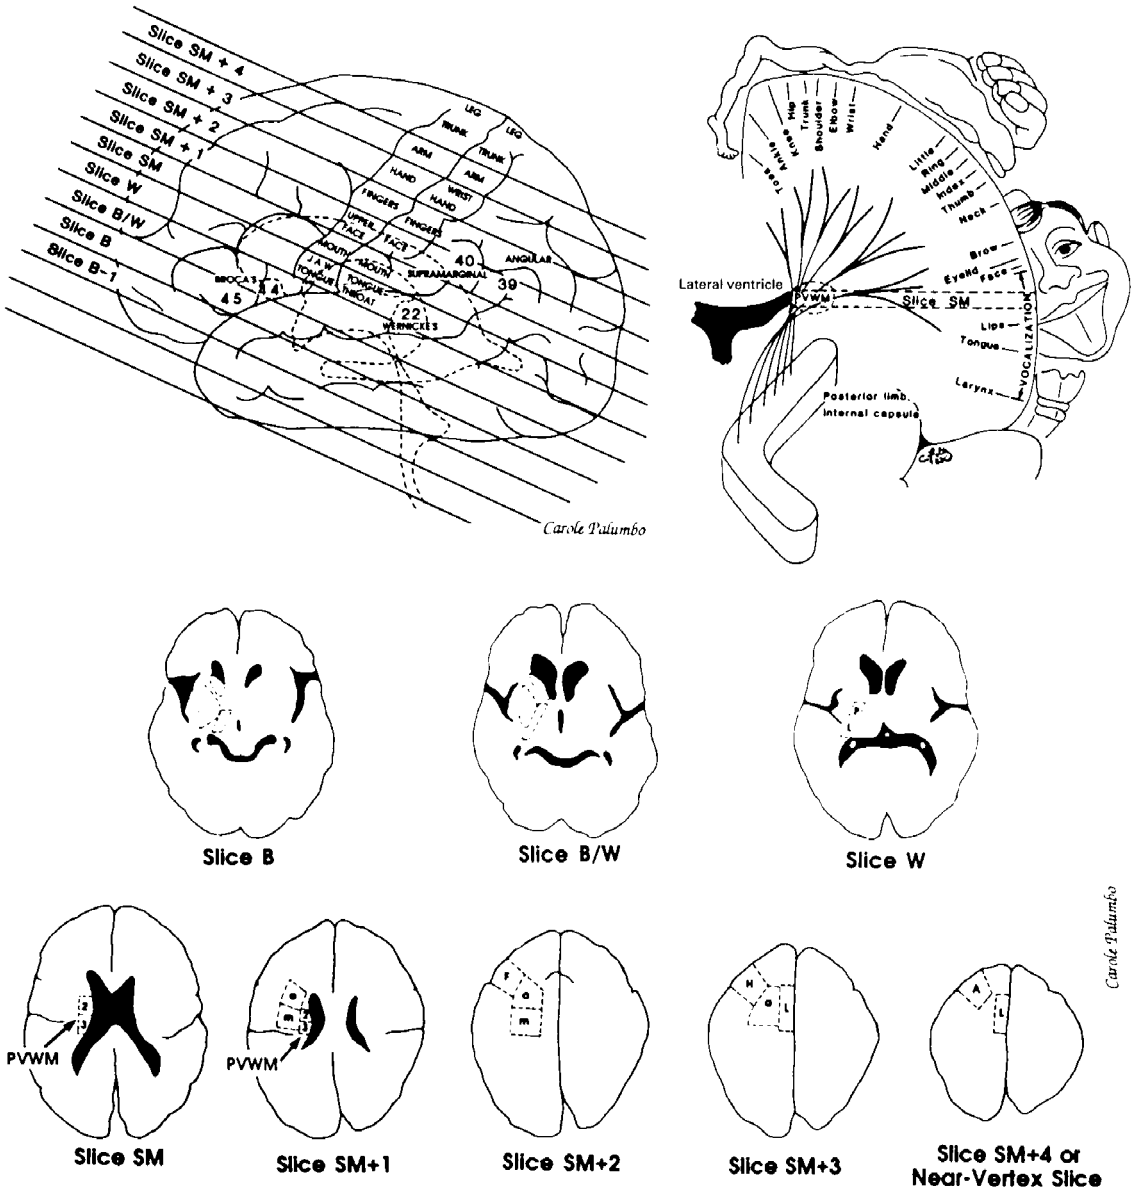 Slice SM + 4
Slice SM + 3
Slice SM + 2
Slice SM + 1
Slice SM
Slice W
Slice B/W
Slice B
Slice B-1
LEG
TRUNK
ARM
HAND
FINGERS
UPPER
FACE
MOUTH
JAW
TONGUE
LEG
TRUNK
ARM
WRIST
HAND
FINGERS
FACE
MOUTH
TONGUE
THROAT
BROCA'S
44
45
40
SUPRAMARGINAL
ANGULAR
39
22
WERNICKE'S
Carole Palumbo
Toes
Ankle
Knee
Hip
Trunk
Shoulder
Elbow
Wrist
Hand
Little
Ring
Middle
Index
Thumb
Neck
Brow
Eyelid
Face
Lips
Tongue
Larynx
VOCALIZATION
Lateral ventricle
PVWM
Slice SM
Posterior limb,
internal capsule
Slice B
P
Slice B/W
Slice W
2
3
PVWM
Slice SM
a
m
PVWM
Slice SM+1
F
a
m
Slice SM+2
H
a
L
Slice SM+3
A
L
Slice SM+4 or
Near-Vertex Slice
Carole Palumbo